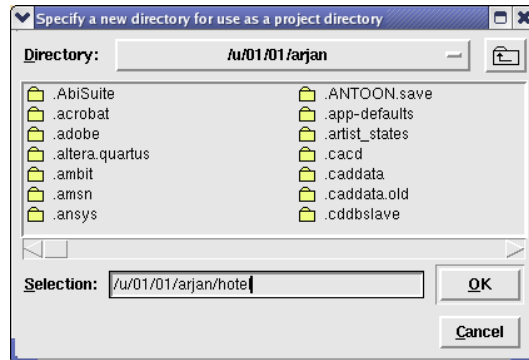 Specify a new directory for use as a project directory
Directory: /u/01/01/arjan
.AbiSuite .ANTOON.save
.acrobat .app-defaults
.adobe .artist_states
.altera.quartus .cacd
.ambit .caddata
.amsn .caddata.old
.ansys .cddbslave
Selection: /u/01/01/arjan/hotel OK
Cancel